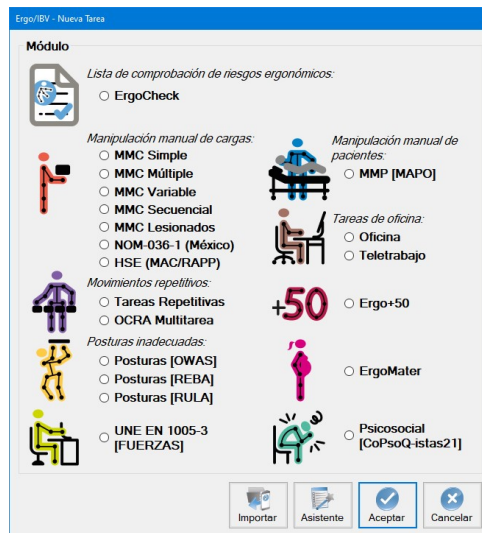 Ergo/IBV - Nueva Tarea
Módulo
Lista de comprobación de riesgos ergonómicos:
ErgoCheck
Manipulación manual de cargas:
MMC Simple
MMC Múltiple
MMC Variable
MMC Secuencial
MMC Lesionados
NOM-036-1 (México)
HSE (MAC/RAPP)
Movimientos repetitivos:
Tareas Repetitivas
OCRA Multitarea
Posturas inadecuadas:
Posturas [OWAS]
Posturas [REBA]
Posturas [RULA]
UNE EN 1005-3
[FUERZAS]
Manipulación manual de
pacientes:
MMP [MAPO]
Tareas de oficina:
Oficina
Teletrabajo
+50
Ergo+50
ErgoMater
Psicosocial
[CoPsoQ-istas21]
Importar
Asistente
Aceptar
Cancelar